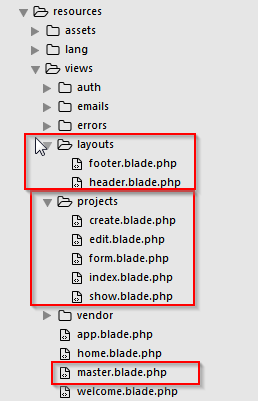 resources
assets
lang
views
auth
emails
errors
layouts
footer.blade.php
header.blade.php
projects
create.blade.php
edit.blade.php
form.blade.php
index.blade.php
show.blade.php
vendor
app.blade.php
home.blade.php
master.blade.php
welcome.blade.php